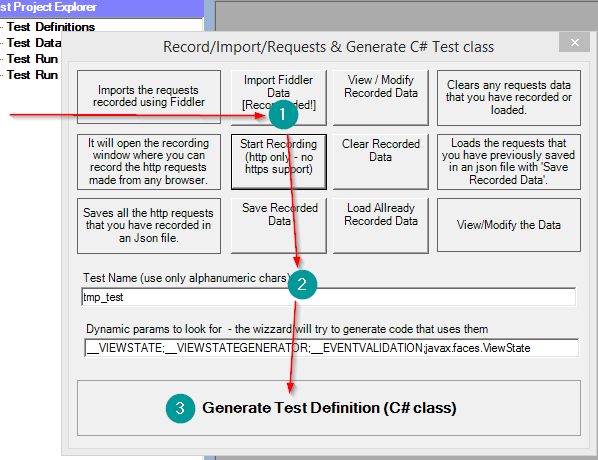 st Project Explorer
Test Definitions
Test Data
Test Run
Test Run
Record/Import/Requests & Generate C# Test class
Imports the requests
recorded using Fiddler
Import Fiddler
Data
[Recommended!]
View / Modify
Recorded Data
Clears any requests data
that you have recorded or
loaded.
1
It will open the recording
window where you can
record the http requests
made from any browser.
Start Recording
(http only - no
https support)
Clear Recorded
Data
Loads the requests that
you have previously saved
in an json file with 'Save
Recorded Data'.
Saves all the http requests
that you have recorded in
an Json file.
Save Recorded
Data
Load Allready
Recorded Data
View/Modify the Data
Test Name (use only alphanumeric chars)
2
tmp_test
Dynamic params to look for - the wizzard will try to generate code that uses them
__VIEWSTATE;__VIEWSTATEGENERATOR;__EVENTVALIDATION;javax.faces.ViewState
3 Generate Test Definition (C# class)